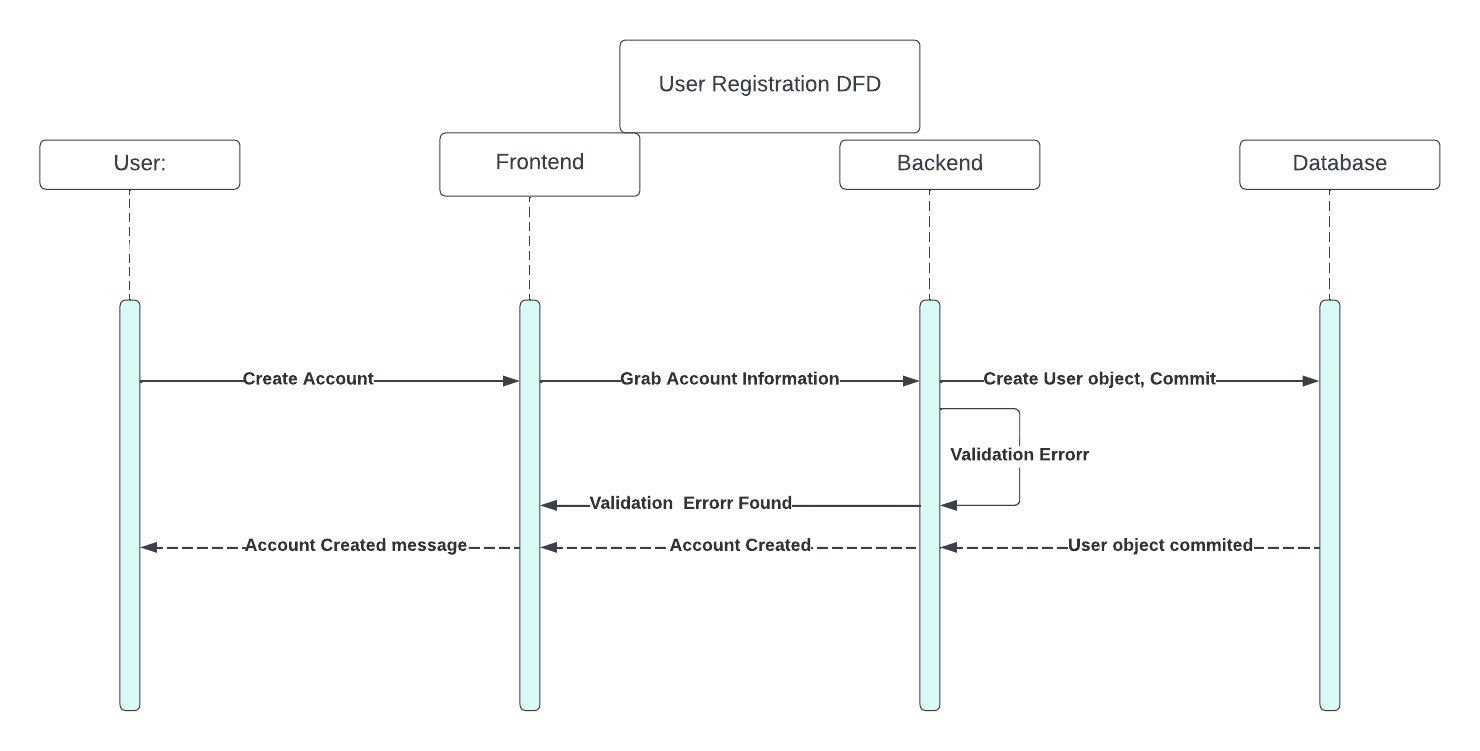 User Registration DFD
User:
Frontend
Backend
Database
Create Account
Grab Account Information
Create User object, Commit
Validation Errorr
Validation  Errorr Found
Account Created message
Account Created
User object commited